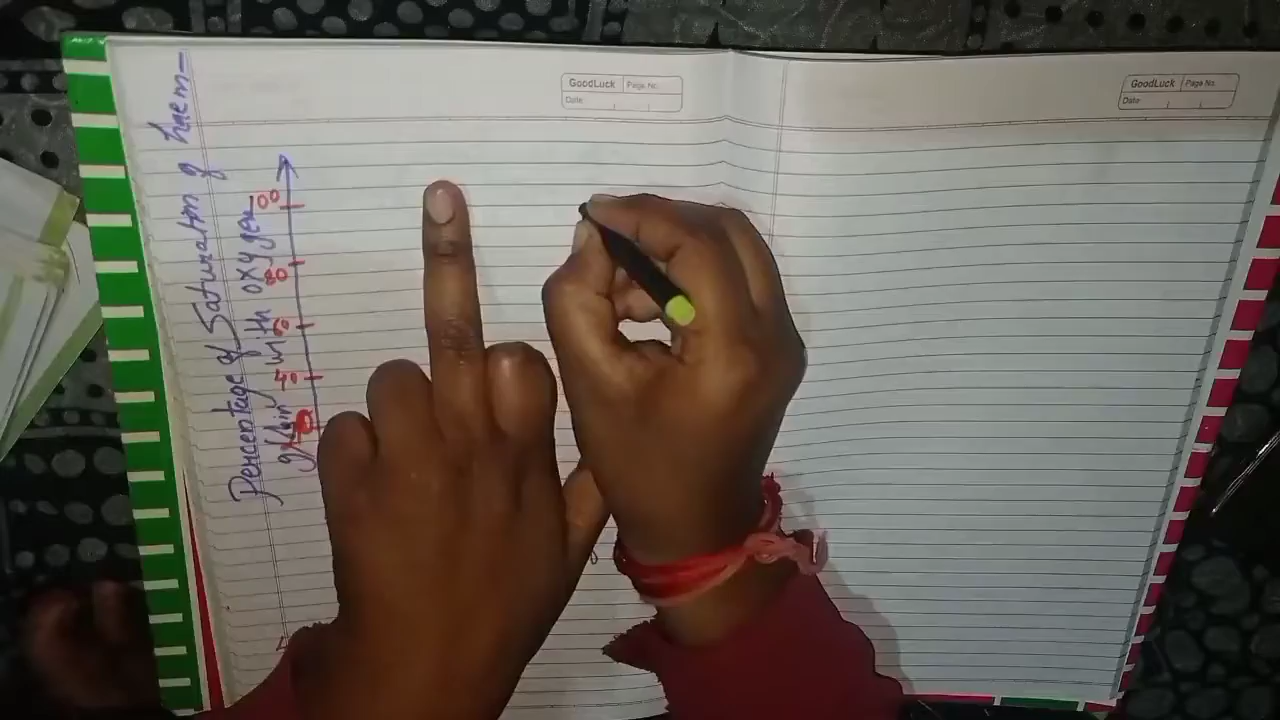 Percentage of Saturation of haem-
globin with oxygen
100
80
60
40
GoodLuck Page No.
Date
GoodLuck Page No.
Date